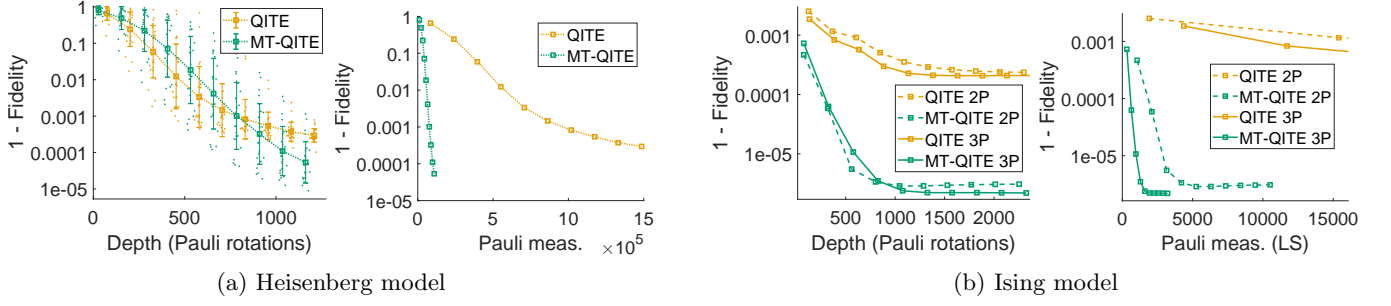 1 - Fidelity
1
0.1
0.01
0.001
0.0001
1e-05
0
500
1000
Depth (Pauli rotations)
QITE
MT-QITE
1 - Fidelity
1
0.1
0.01
0.001
0.0001
1e-05
0
5
10
15
Pauli meas.
×10^5
QITE
MT-QITE
(a) Heisenberg model
1 - Fidelity
0.001
0.0001
1e-05
500
1000
1500
2000
Depth (Pauli rotations)
QITE 2P
MT-QITE 2P
QITE 3P
MT-QITE 3P
1 - Fidelity
0.001
0.0001
1e-05
0
5000
10000
15000
Pauli meas. (LS)
QITE 2P
MT-QITE 2P
QITE 3P
MT-QITE 3P
(b) Ising model